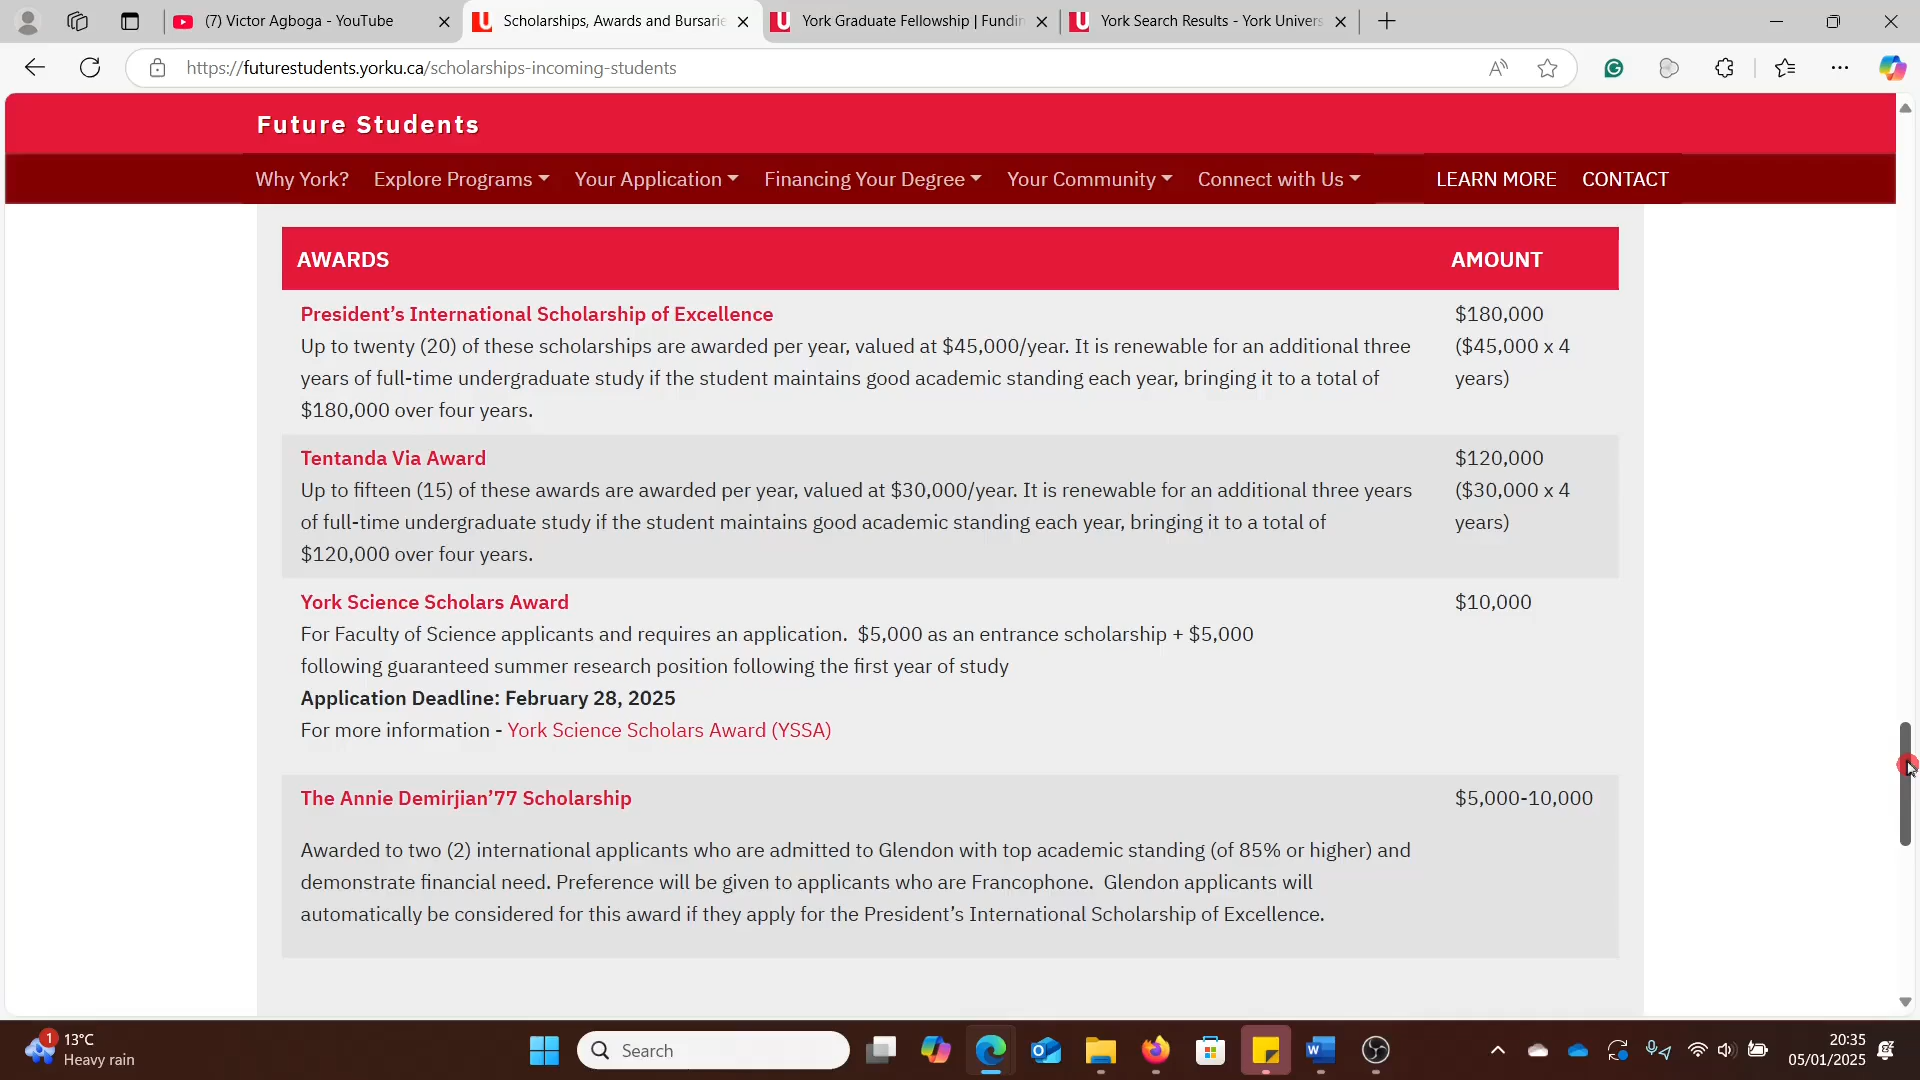 (7) Victor Agboga - YouTube
Scholarships, Awards and Bursarie
York Graduate Fellowship | Fundin
York Search Results - York Univers
https://futurestudents.yorku.ca/scholarships-incoming-students
Future Students
Why York?
Explore Programs
Your Application
Financing Your Degree
Your Community
Connect with Us
LEARN MORE
CONTACT
AWARDS
AMOUNT
President’s International Scholarship of Excellence
$180,000
Up to twenty (20) of these scholarships are awarded per year, valued at $45,000/year. It is renewable for an additional three
($45,000 x 4
years of full-time undergraduate study if the student maintains good academic standing each year, bringing it to a total of
years)
$180,000 over four years.
Tentanda Via Award
$120,000
Up to fifteen (15) of these awards are awarded per year, valued at $30,000/year. It is renewable for an additional three years
($30,000 x 4
of full-time undergraduate study if the student maintains good academic standing each year, bringing it to a total of
years)
$120,000 over four years.
York Science Scholars Award
$10,000
For Faculty of Science applicants and requires an application. $5,000 as an entrance scholarship + $5,000
following guaranteed summer research position following the first year of study
Application Deadline: February 28, 2025
For more information - York Science Scholars Award (YSSA)
The Annie Demirjian’77 Scholarship
$5,000-10,000
Awarded to two (2) international applicants who are admitted to Glendon with top academic standing (of 85% or higher) and
demonstrate financial need. Preference will be given to applicants who are Francophone. Glendon applicants will
automatically be considered for this award if they apply for the President’s International Scholarship of Excellence.
1
13°C
Heavy rain
Search
20:35
05/01/2025